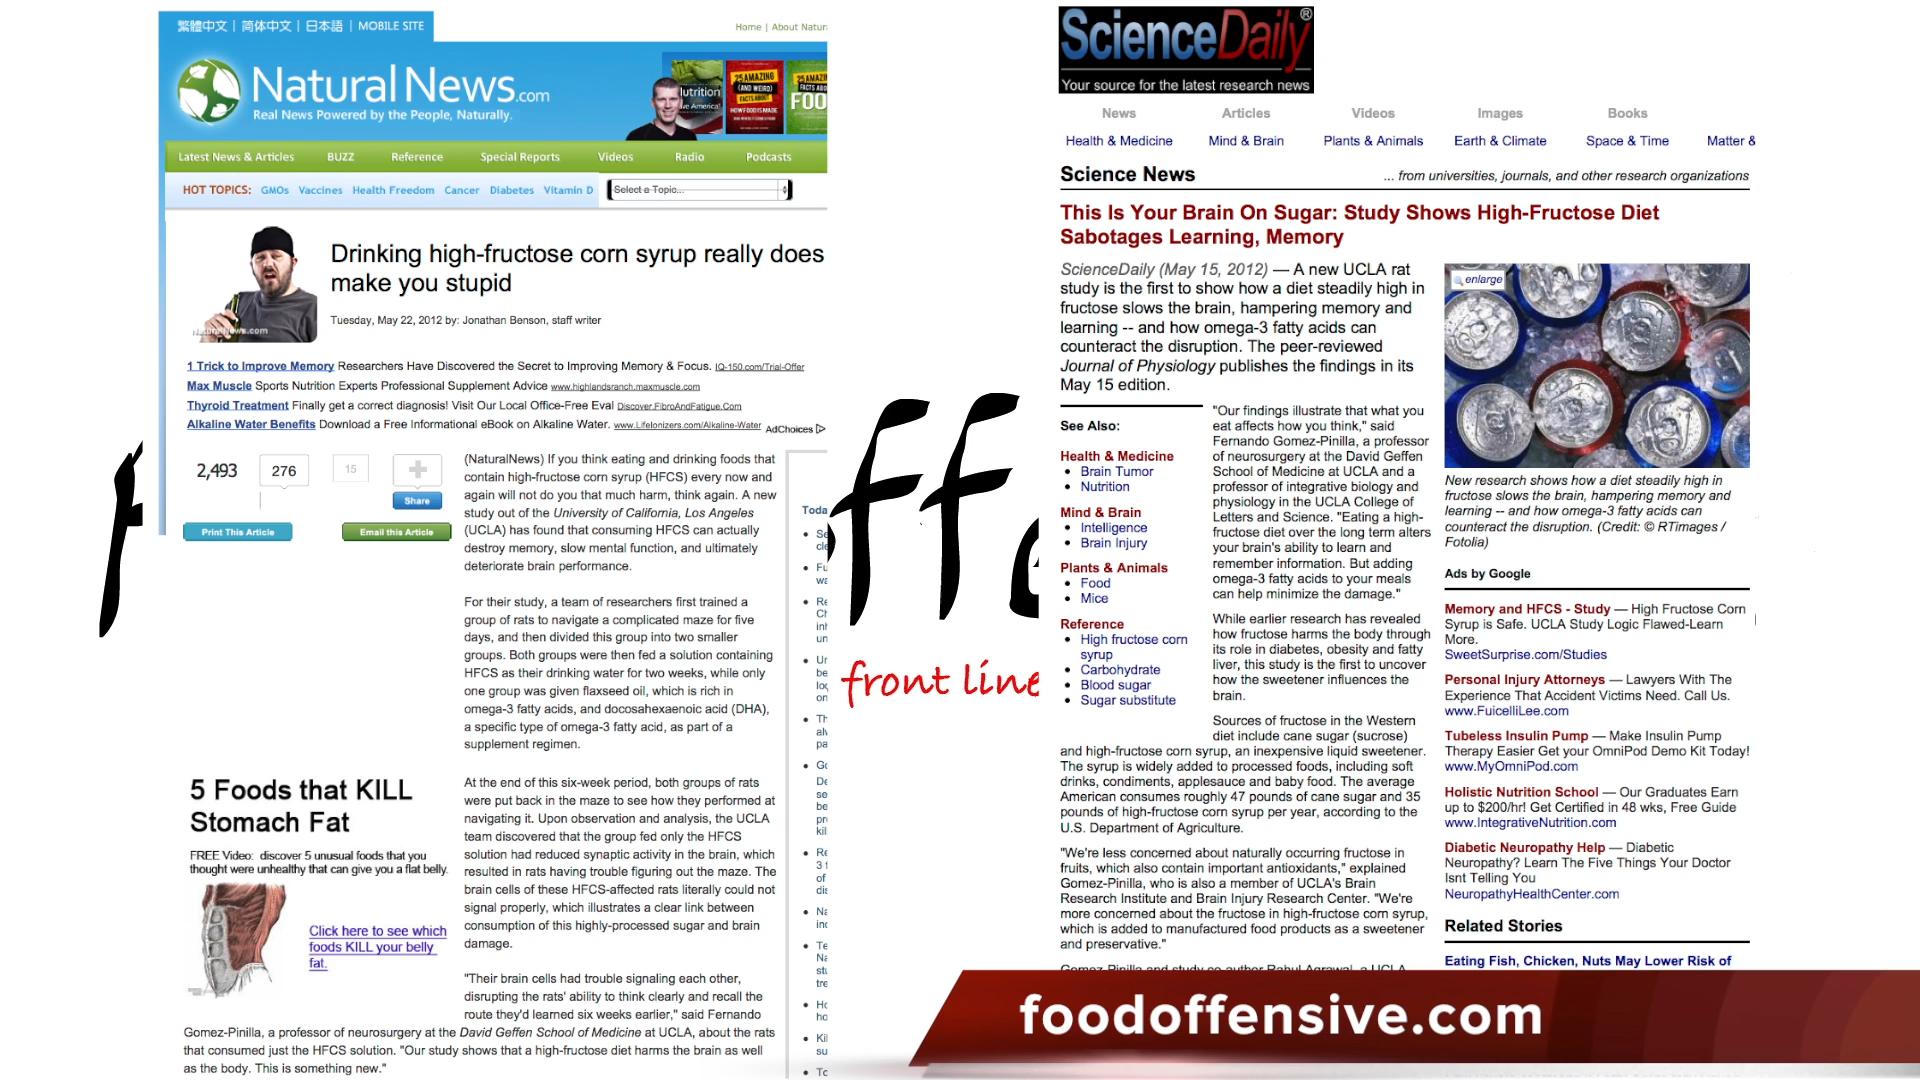 繁體中文 | 简体中文 | 日本語 | MOBILE SITE
Home | About Natur
NaturalNews.com
Real News Powered by the People, Naturally.
Latest News & Articles BUZZ Reference Special Reports Videos Radio Podcasts
HOT TOPICS: GMOs Vaccines Health Freedom Cancer Diabetes Vitamin D Select a Topic...
Drinking high-fructose corn syrup really does
make you stupid
Tuesday, May 22, 2012 by: Jonathan Benson, staff writer
1 Trick to Improve Memory Researchers Have Discovered the Secret to Improving Memory & Focus. IQ-150.com/Trial-Offer
Max Muscle Sports Nutrition Experts Professional Supplement Advice www.highlandsranch.maxmuscle.com
Thyroid Treatment Finally get a correct diagnosis! Visit Our Local Office-Free Eval Discover.FibroAndFatigue.Com
Alkaline Water Benefits Download a Free Informational eBook on Alkaline Water. www.LifeIonizers.com/Alkaline-Water AdChoices
2,493 276 15
Share
Print This Article Email this Article
(NaturalNews) If you think eating and drinking foods that
contain high-fructose corn syrup (HFCS) every now and
again will not do you that much harm, think again. A new
study out of the University of California, Los Angeles
(UCLA) has found that consuming HFCS can actually
destroy memory, slow mental function, and ultimately
deteriorate brain performance.
For their study, a team of researchers first trained a
group of rats to navigate a complicated maze for five
days, and then divided this group into two smaller
groups. Both groups were then fed a solution containing
HFCS as their drinking water for two weeks, while only
one group was given flaxseed oil, which is rich in
omega-3 fatty acids, and docosahexaenoic acid (DHA),
a specific type of omega-3 fatty acid, as part of a
supplement regimen.
5 Foods that KILL
Stomach Fat
FREE Video: discover 5 unusual foods that you
thought were unhealthy that can give you a flat belly.
Click here to see which
foods KILL your belly
fat.
At the end of this six-week period, both groups of rats
were put back in the maze to see how they performed at
navigating it. Upon observation and analysis, the UCLA
team discovered that the group fed only the HFCS
solution had reduced synaptic activity in the brain, which
resulted in rats having trouble figuring out the maze. The
brain cells of these HFCS-affected rats literally could not
signal properly, which illustrates a clear link between
consumption of this highly-processed sugar and brain
damage.
"Their brain cells had trouble signaling each other,
disrupting the rats' ability to think clearly and recall the
route they'd learned six weeks earlier," said Fernando
Gomez-Pinilla, a professor of neurosurgery at the David Geffen School of Medicine at UCLA, about the rats
that consumed just the HFCS solution. "Our study shows that a high-fructose diet harms the brain as well
as the body. This is something new."
front line
ScienceDaily®
Your source for the latest research news
News Articles Videos Images Books
Health & Medicine Mind & Brain Plants & Animals Earth & Climate Space & Time Matter &
Science News ... from universities, journals, and other research organizations
This Is Your Brain On Sugar: Study Shows High-Fructose Diet
Sabotages Learning, Memory
ScienceDaily (May 15, 2012) — A new UCLA rat
study is the first to show how a diet steadily high in
fructose slows the brain, hampering memory and
learning -- and how omega-3 fatty acids can
counteract the disruption. The peer-reviewed
Journal of Physiology publishes the findings in its
May 15 edition.
See Also:
Health & Medicine
Brain Tumor
Nutrition
Mind & Brain
Intelligence
Brain Injury
Plants & Animals
Food
Mice
Reference
High fructose corn
syrup
Carbohydrate
Blood sugar
Sugar substitute
"Our findings illustrate that what you
eat affects how you think," said
Fernando Gomez-Pinilla, a professor
of neurosurgery at the David Geffen
School of Medicine at UCLA and a
professor of integrative biology and
physiology in the UCLA College of
Letters and Science. "Eating a high-
fructose diet over the long term alters
your brain's ability to learn and
remember information. But adding
omega-3 fatty acids to your meals
can help minimize the damage."
While earlier research has revealed
how fructose harms the body through
its role in diabetes, obesity and fatty
liver, this study is the first to uncover
how the sweetener influences the
brain.
Sources of fructose in the Western
diet include cane sugar (sucrose)
and high-fructose corn syrup, an inexpensive liquid sweetener.
The syrup is widely added to processed foods, including soft
drinks, condiments, applesauce and baby food. The average
American consumes roughly 47 pounds of cane sugar and 35
pounds of high-fructose corn syrup per year, according to the
U.S. Department of Agriculture.
"We're less concerned about naturally occurring fructose in
fruits, which also contain important antioxidants," explained
Gomez-Pinilla, who is also a member of UCLA's Brain
Research Institute and Brain Injury Research Center. "We're
more concerned about the fructose in high-fructose corn syrup,
which is added to manufactured food products as a sweetener
and preservative."
Gomez-Pinilla and study co-author Rahul Agrawal, a UCLA
enlarge
New research shows how a diet steadily high in
fructose slows the brain, hampering memory and
learning -- and how omega-3 fatty acids can
counteract the disruption. (Credit: © RTimages /
Fotolia)
Ads by Google
Memory and HFCS - Study — High Fructose Corn
Syrup is Safe. UCLA Study Logic Flawed-Learn
More.
SweetSurprise.com/Studies
Personal Injury Attorneys — Lawyers With The
Experience That Accident Victims Need. Call Us.
www.FuicelliLee.com
Tubeless Insulin Pump — Make Insulin Pump
Therapy Easier Get your OmniPod Demo Kit Today!
www.MyOmniPod.com
Holistic Nutrition School — Our Graduates Earn
up to $200/hr! Get Certified in 48 wks, Free Guide
www.IntegrativeNutrition.com
Diabetic Neuropathy Help — Diabetic
Neuropathy? Learn The Five Things Your Doctor
Isnt Telling You
NeuropathyHealthCenter.com
Related Stories
Eating Fish, Chicken, Nuts May Lower Risk of
foodoffensive.com